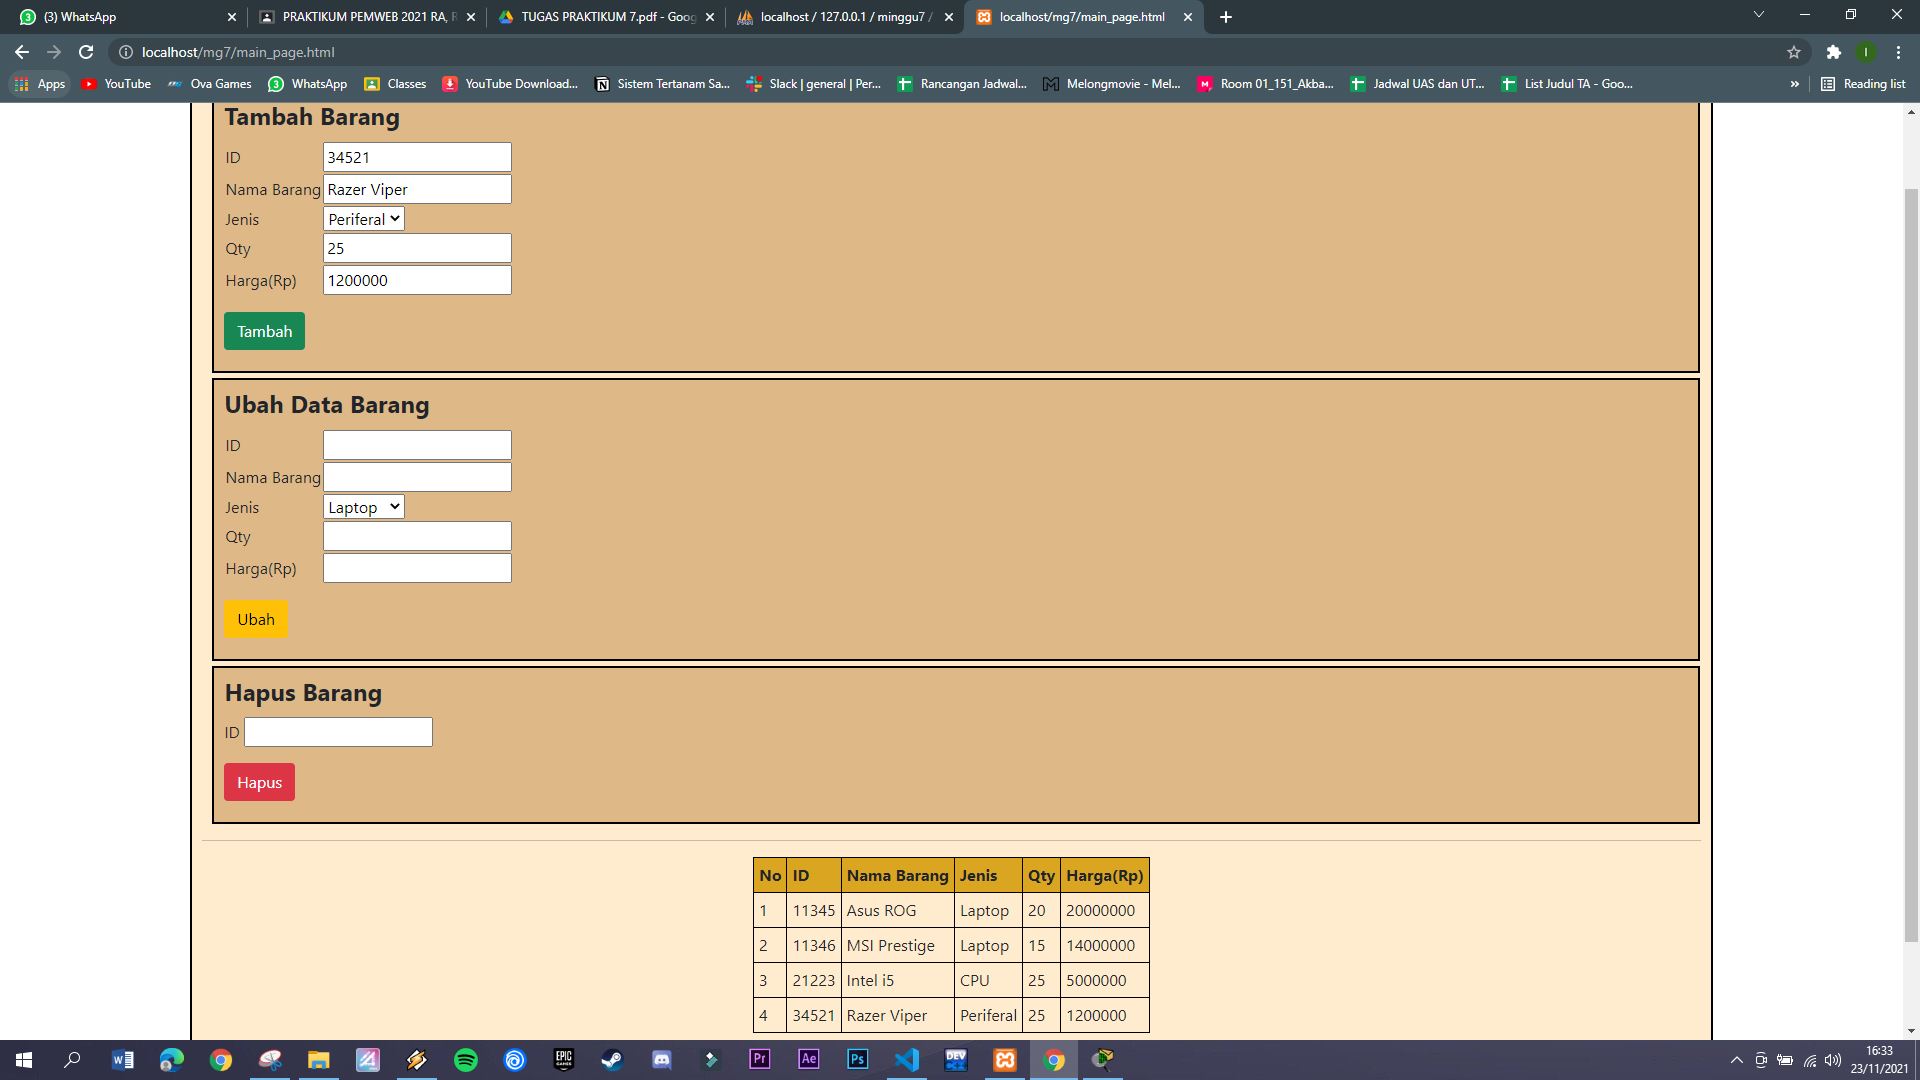 (3) WhatsApp
PRAKTIKUM PEMWEB 2021 RA, R
TUGAS PRAKTIKUM 7.pdf - Goog
localhost / 127.0.0.1 / minggu7 /
localhost/mg7/main_page.html
localhost/mg7/main_page.html
Apps YouTube Ova Games WhatsApp Classes YouTube Download... Sistem Tertanam Sa... Slack | general | Per... Rancangan Jadwal... Melongmovie - Mel... Room 01_151_Akba... Jadwal UAS dan UT... List Judul TA - Goo... » Reading list
Tambah Barang
ID 34521
Nama Barang Razer Viper
Jenis Periferal
Qty 25
Harga(Rp) 1200000
Tambah
Ubah Data Barang
ID
Nama Barang
Jenis Laptop
Qty
Harga(Rp)
Ubah
Hapus Barang
ID
Hapus
No ID Nama Barang Jenis Qty Harga(Rp)
1 11345 Asus ROG Laptop 20 20000000
2 11346 MSI Prestige Laptop 15 14000000
3 21223 Intel i5 CPU 25 5000000
4 34521 Razer Viper Periferal 25 1200000
EPIC GAMES
Pr Ae Ps
DEV
16:33
23/11/2021